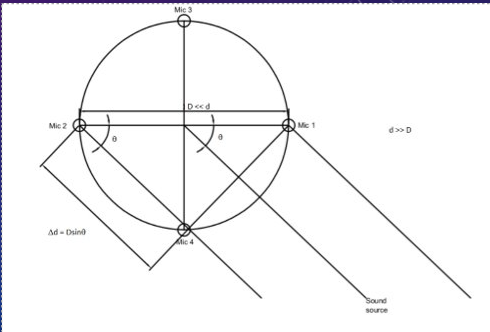 Mic 3
D << d
Mic 2
Mic 1
d >> D
θ
θ
Δd = Dsinθ
Mic 4
Sound
source